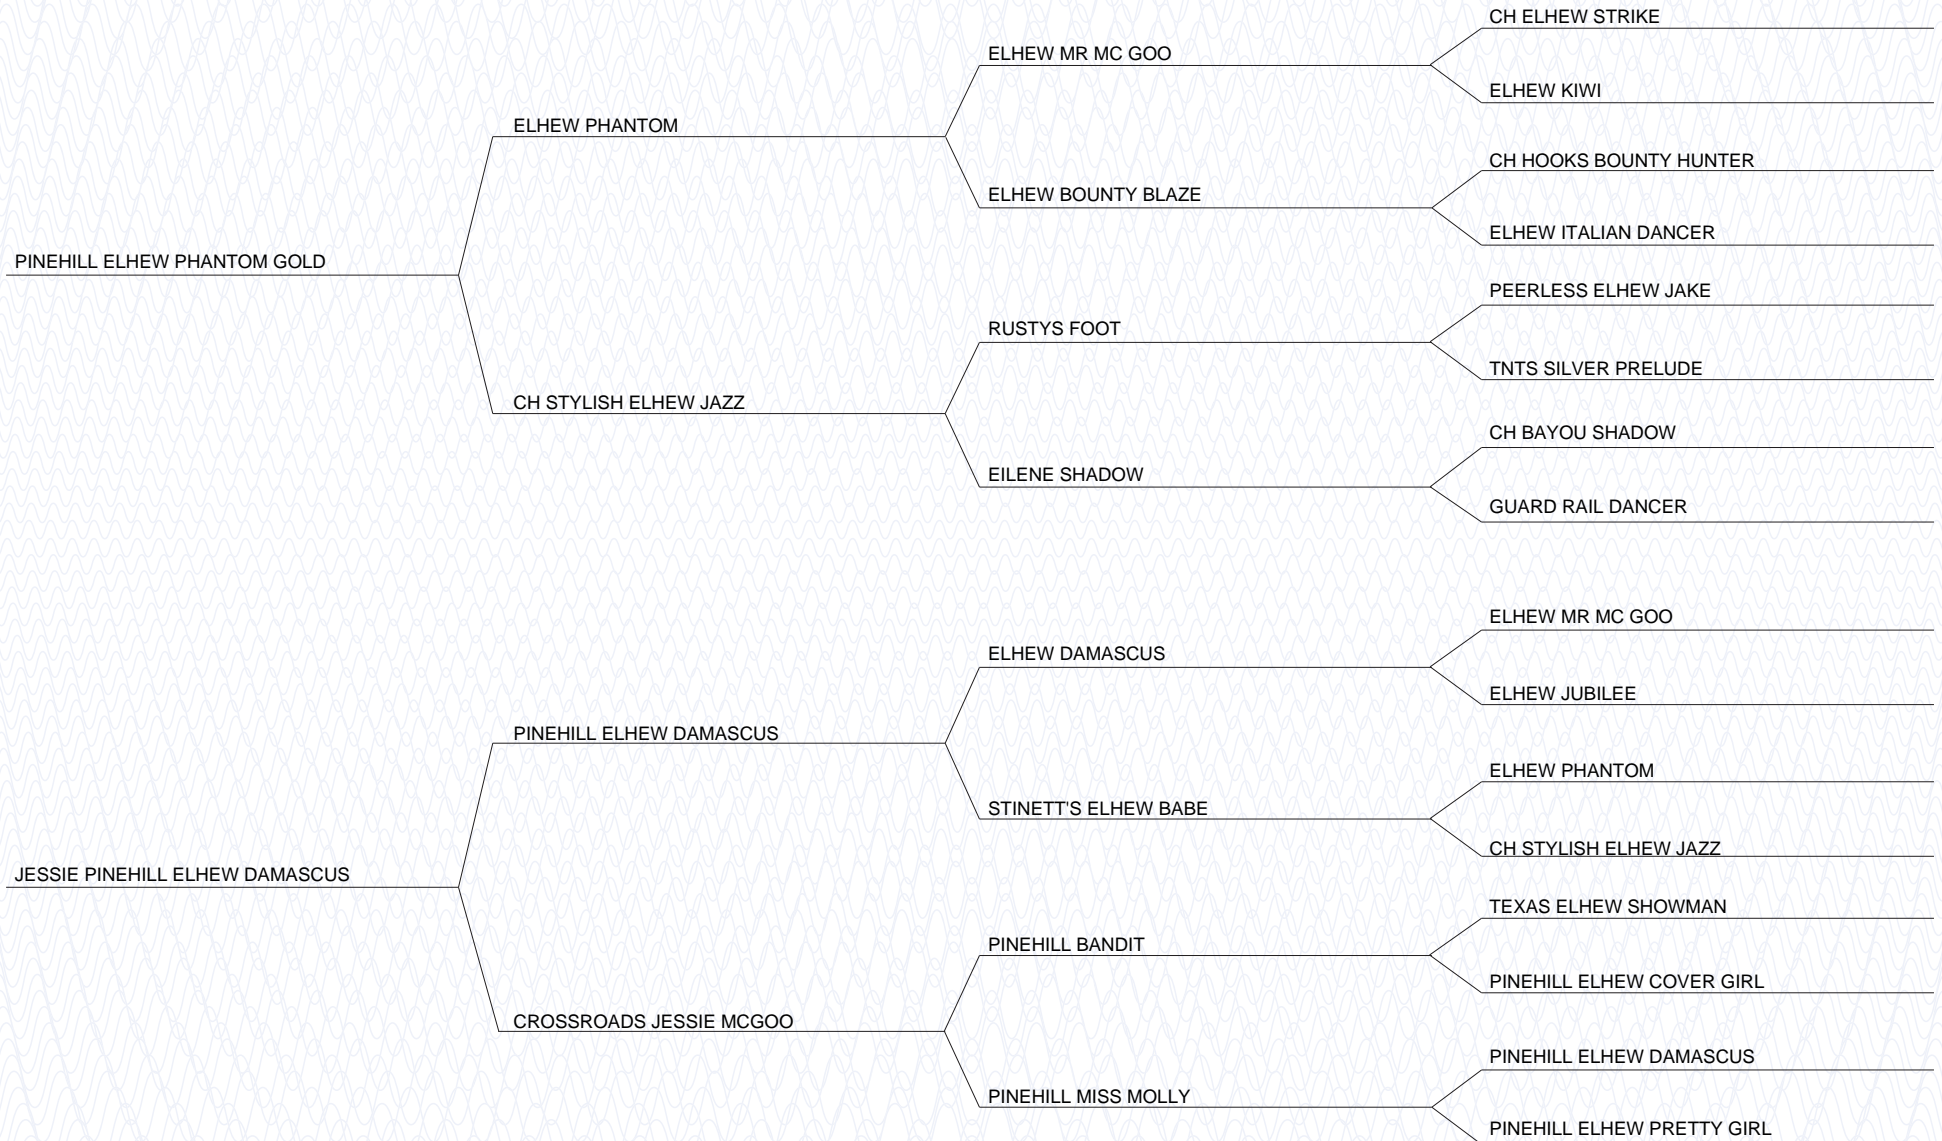 CH ELHEW STRIKE
ELHEW MR MC GOO
ELHEW KIWI
ELHEW PHANTOM
CH HOOKS BOUNTY HUNTER
ELHEW BOUNTY BLAZE
ELHEW ITALIAN DANCER
PINEHILL ELHEW PHANTOM GOLD
PEERLESS ELHEW JAKE
RUSTYS FOOT
TNTS SILVER PRELUDE
CH STYLISH ELHEW JAZZ
CH BAYOU SHADOW
EILENE SHADOW
GUARD RAIL DANCER
ELHEW MR MC GOO
ELHEW DAMASCUS
ELHEW JUBILEE
PINEHILL ELHEW DAMASCUS
ELHEW PHANTOM
STINETT'S ELHEW BABE
CH STYLISH ELHEW JAZZ
JESSIE PINEHILL ELHEW DAMASCUS
TEXAS ELHEW SHOWMAN
PINEHILL BANDIT
PINEHILL ELHEW COVER GIRL
CROSSROADS JESSIE MCGOO
PINEHILL ELHEW DAMASCUS
PINEHILL MISS MOLLY
PINEHILL ELHEW PRETTY GIRL